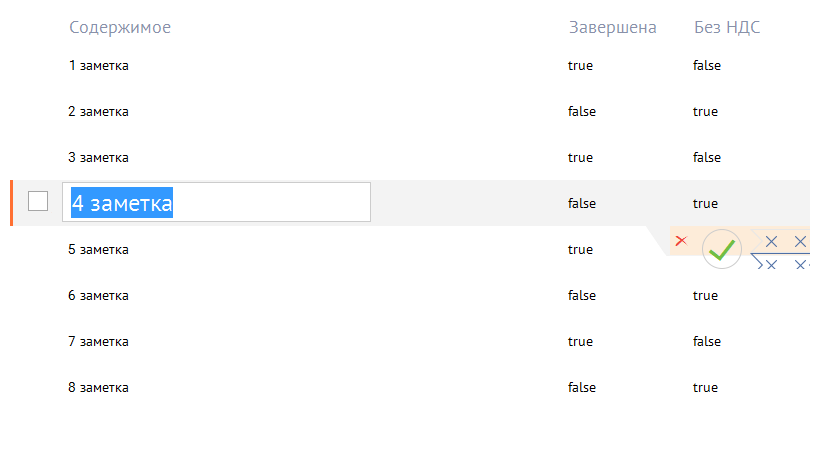 Содержимое Завершена Без НДС
1 заметка true false
2 заметка false true
3 заметка true false
4 заметка false true
5 заметка true
6 заметка false true
7 заметка true false
8 заметка false true